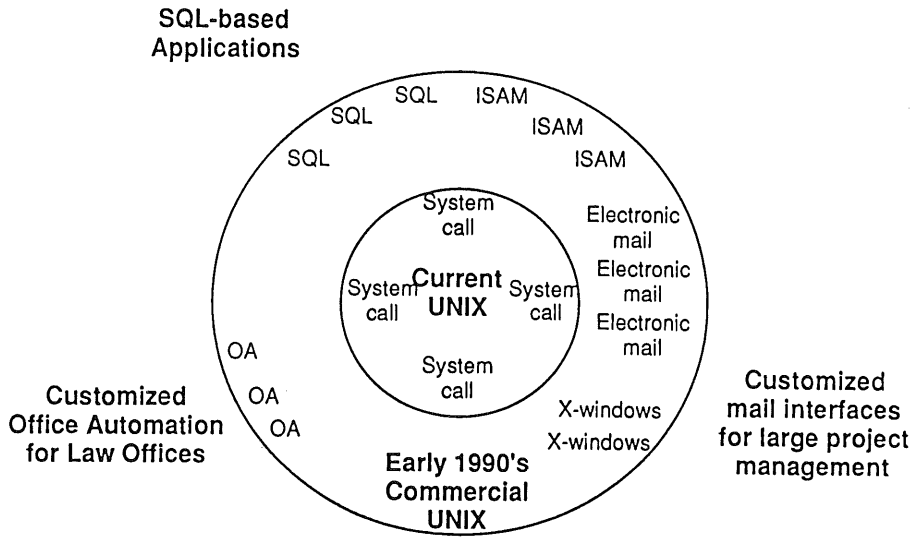 SQL-based
Applications
SQL
ISAM
SQL
ISAM
SQL
ISAM
System
call
Electronic
mail
Current
UNIX
System
call
System
call
Electronic
mail
Electronic
mail
System
call
OA
OA
OA
Customized
Office Automation
for Law Offices
X-windows
X-windows
Customized
mail interfaces
for large project
management
Early 1990's
Commercial
UNIX